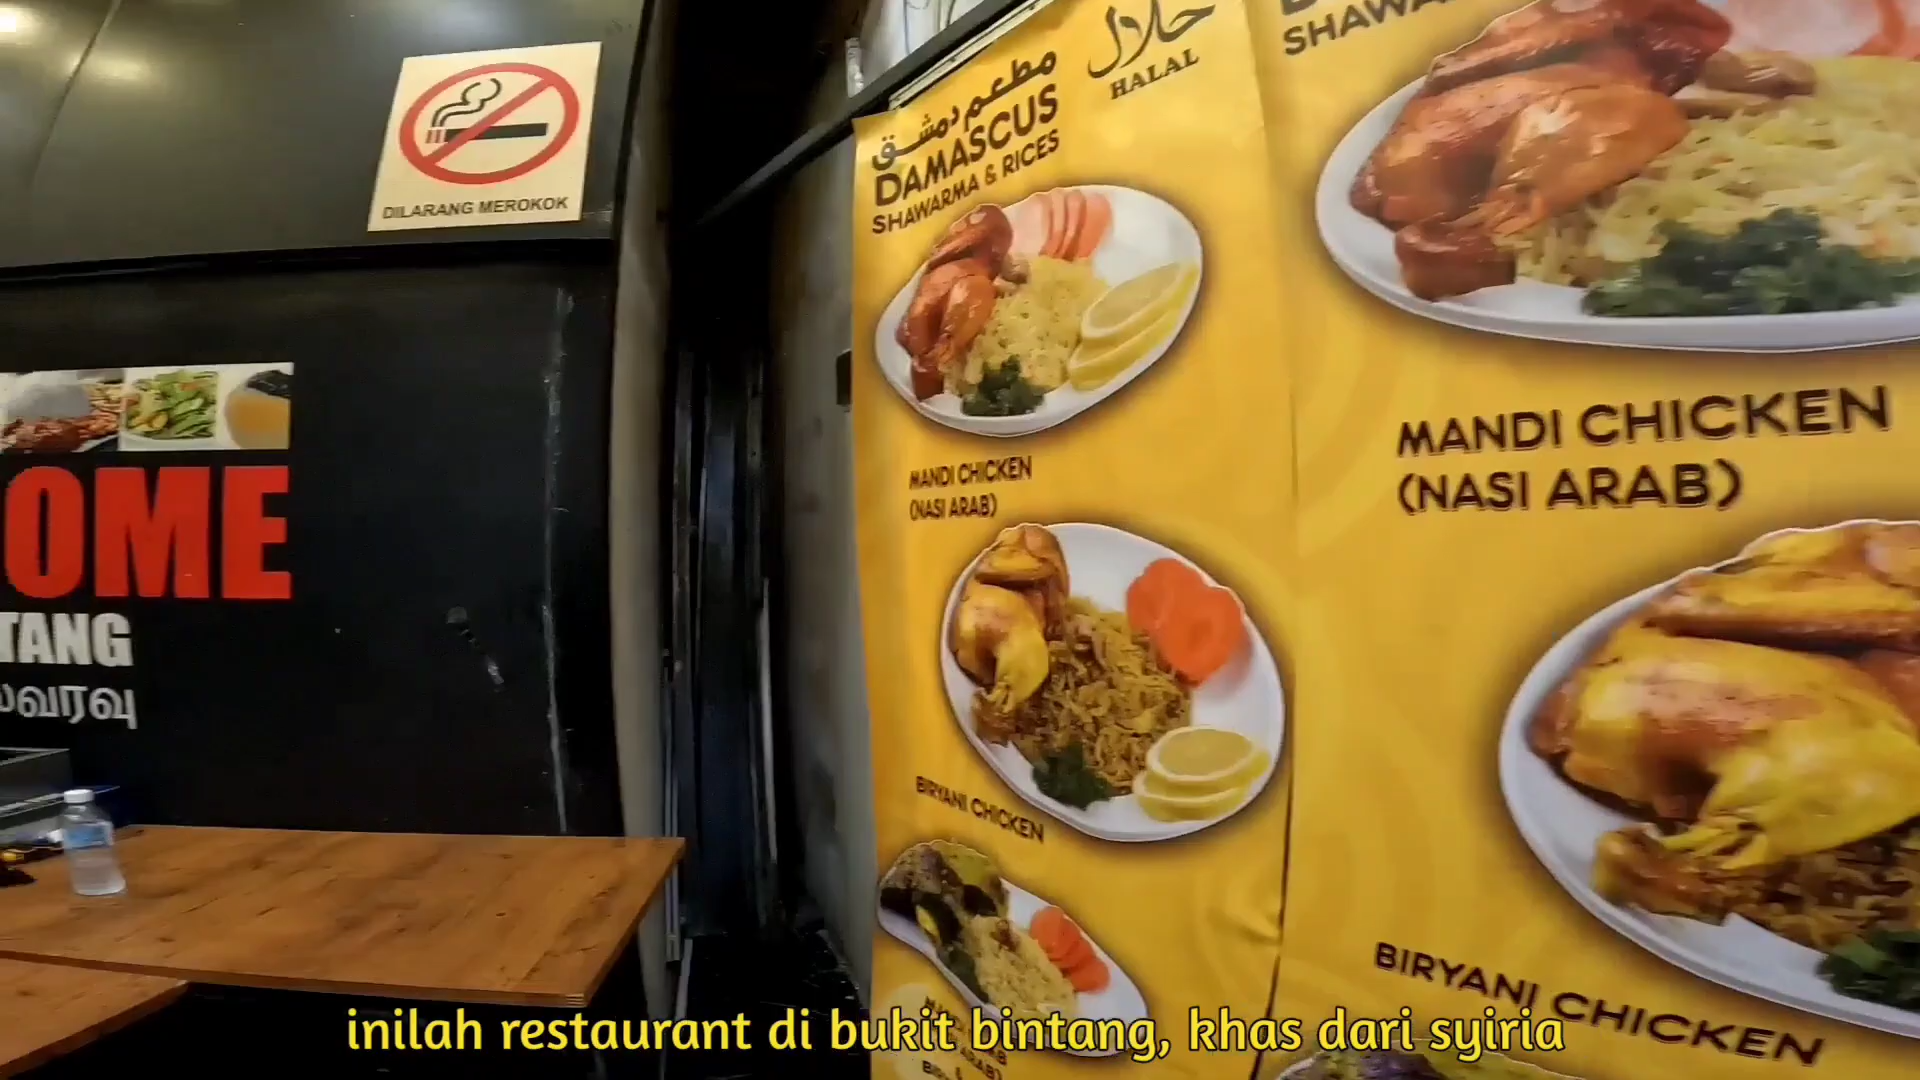 DILARANG MEROKOK
OME
TANG
مطعم دمشق
DAMASCUS
SHAWARMA & RICES
حلال
HALAL
MANDI CHICKEN
(NASI ARAB)
BIRYANI CHICKEN
MANDI CHICKEN
(NASI ARAB)
BIRYANI CHICKEN
inilah restaurant di bukit bintang, khas dari syiria